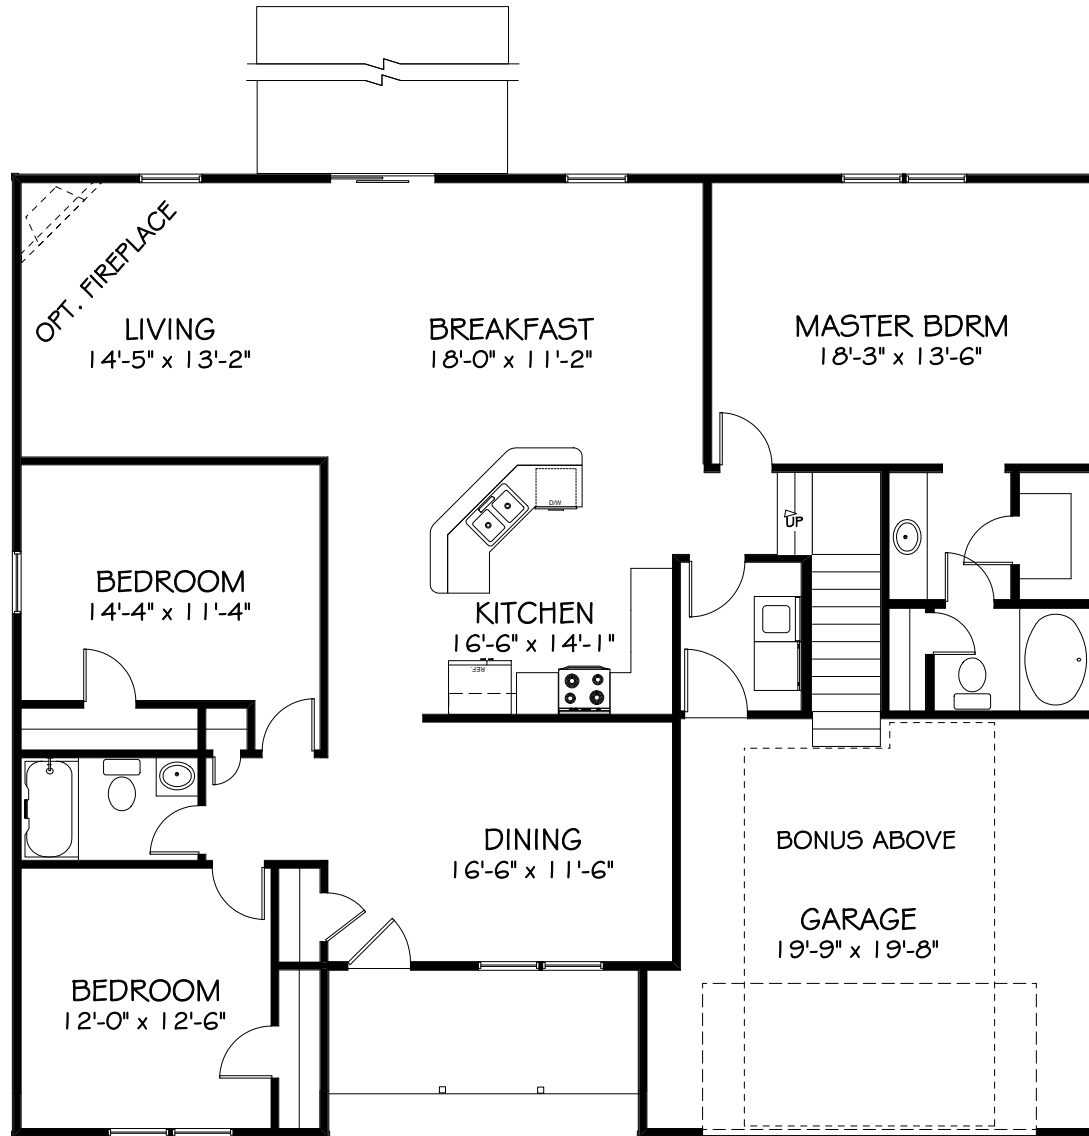 OPT. FIREPLACE
LIVING
14'-5" x 13'-2"
BREAKFAST
18'-0" x 11'-2"
MASTER BDRM
18'-3" x 13'-6"
D/W
UP
BEDROOM
14'-4" x 11'-4"
KITCHEN
16'-6" x 14'-1"
REF.
DINING
16'-6" x 11'-6"
BONUS ABOVE
GARAGE
19'-9" x 19'-8"
BEDROOM
12'-0" x 12'-6"